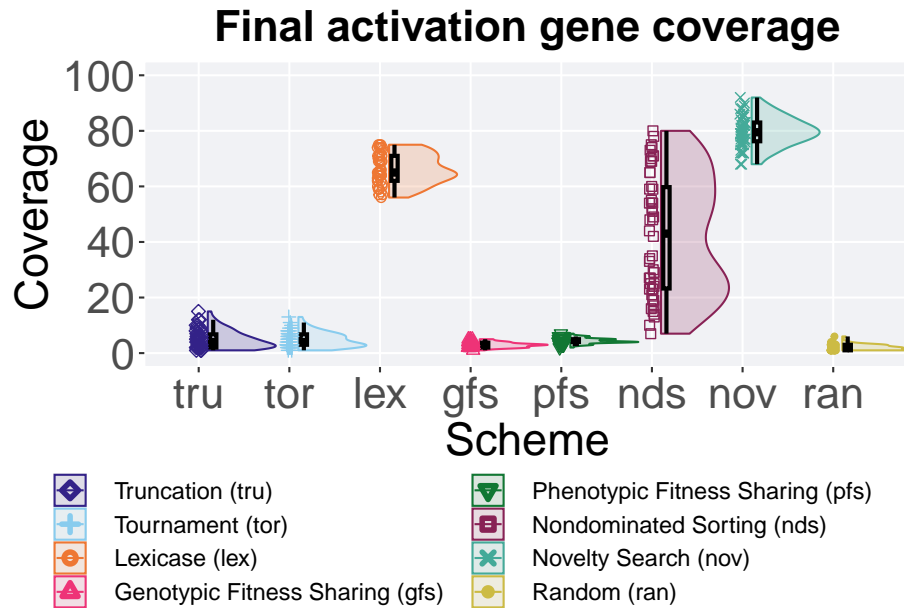 Final activation gene coverage
100
80
60
40
20
0
Coverage
tru tor lex gfs pfs nds nov ran
Scheme
Truncation (tru)
Tournament (tor)
Lexicase (lex)
Genotypic Fitness Sharing (gfs)
Phenotypic Fitness Sharing (pfs)
Nondominated Sorting (nds)
Novelty Search (nov)
Random (ran)